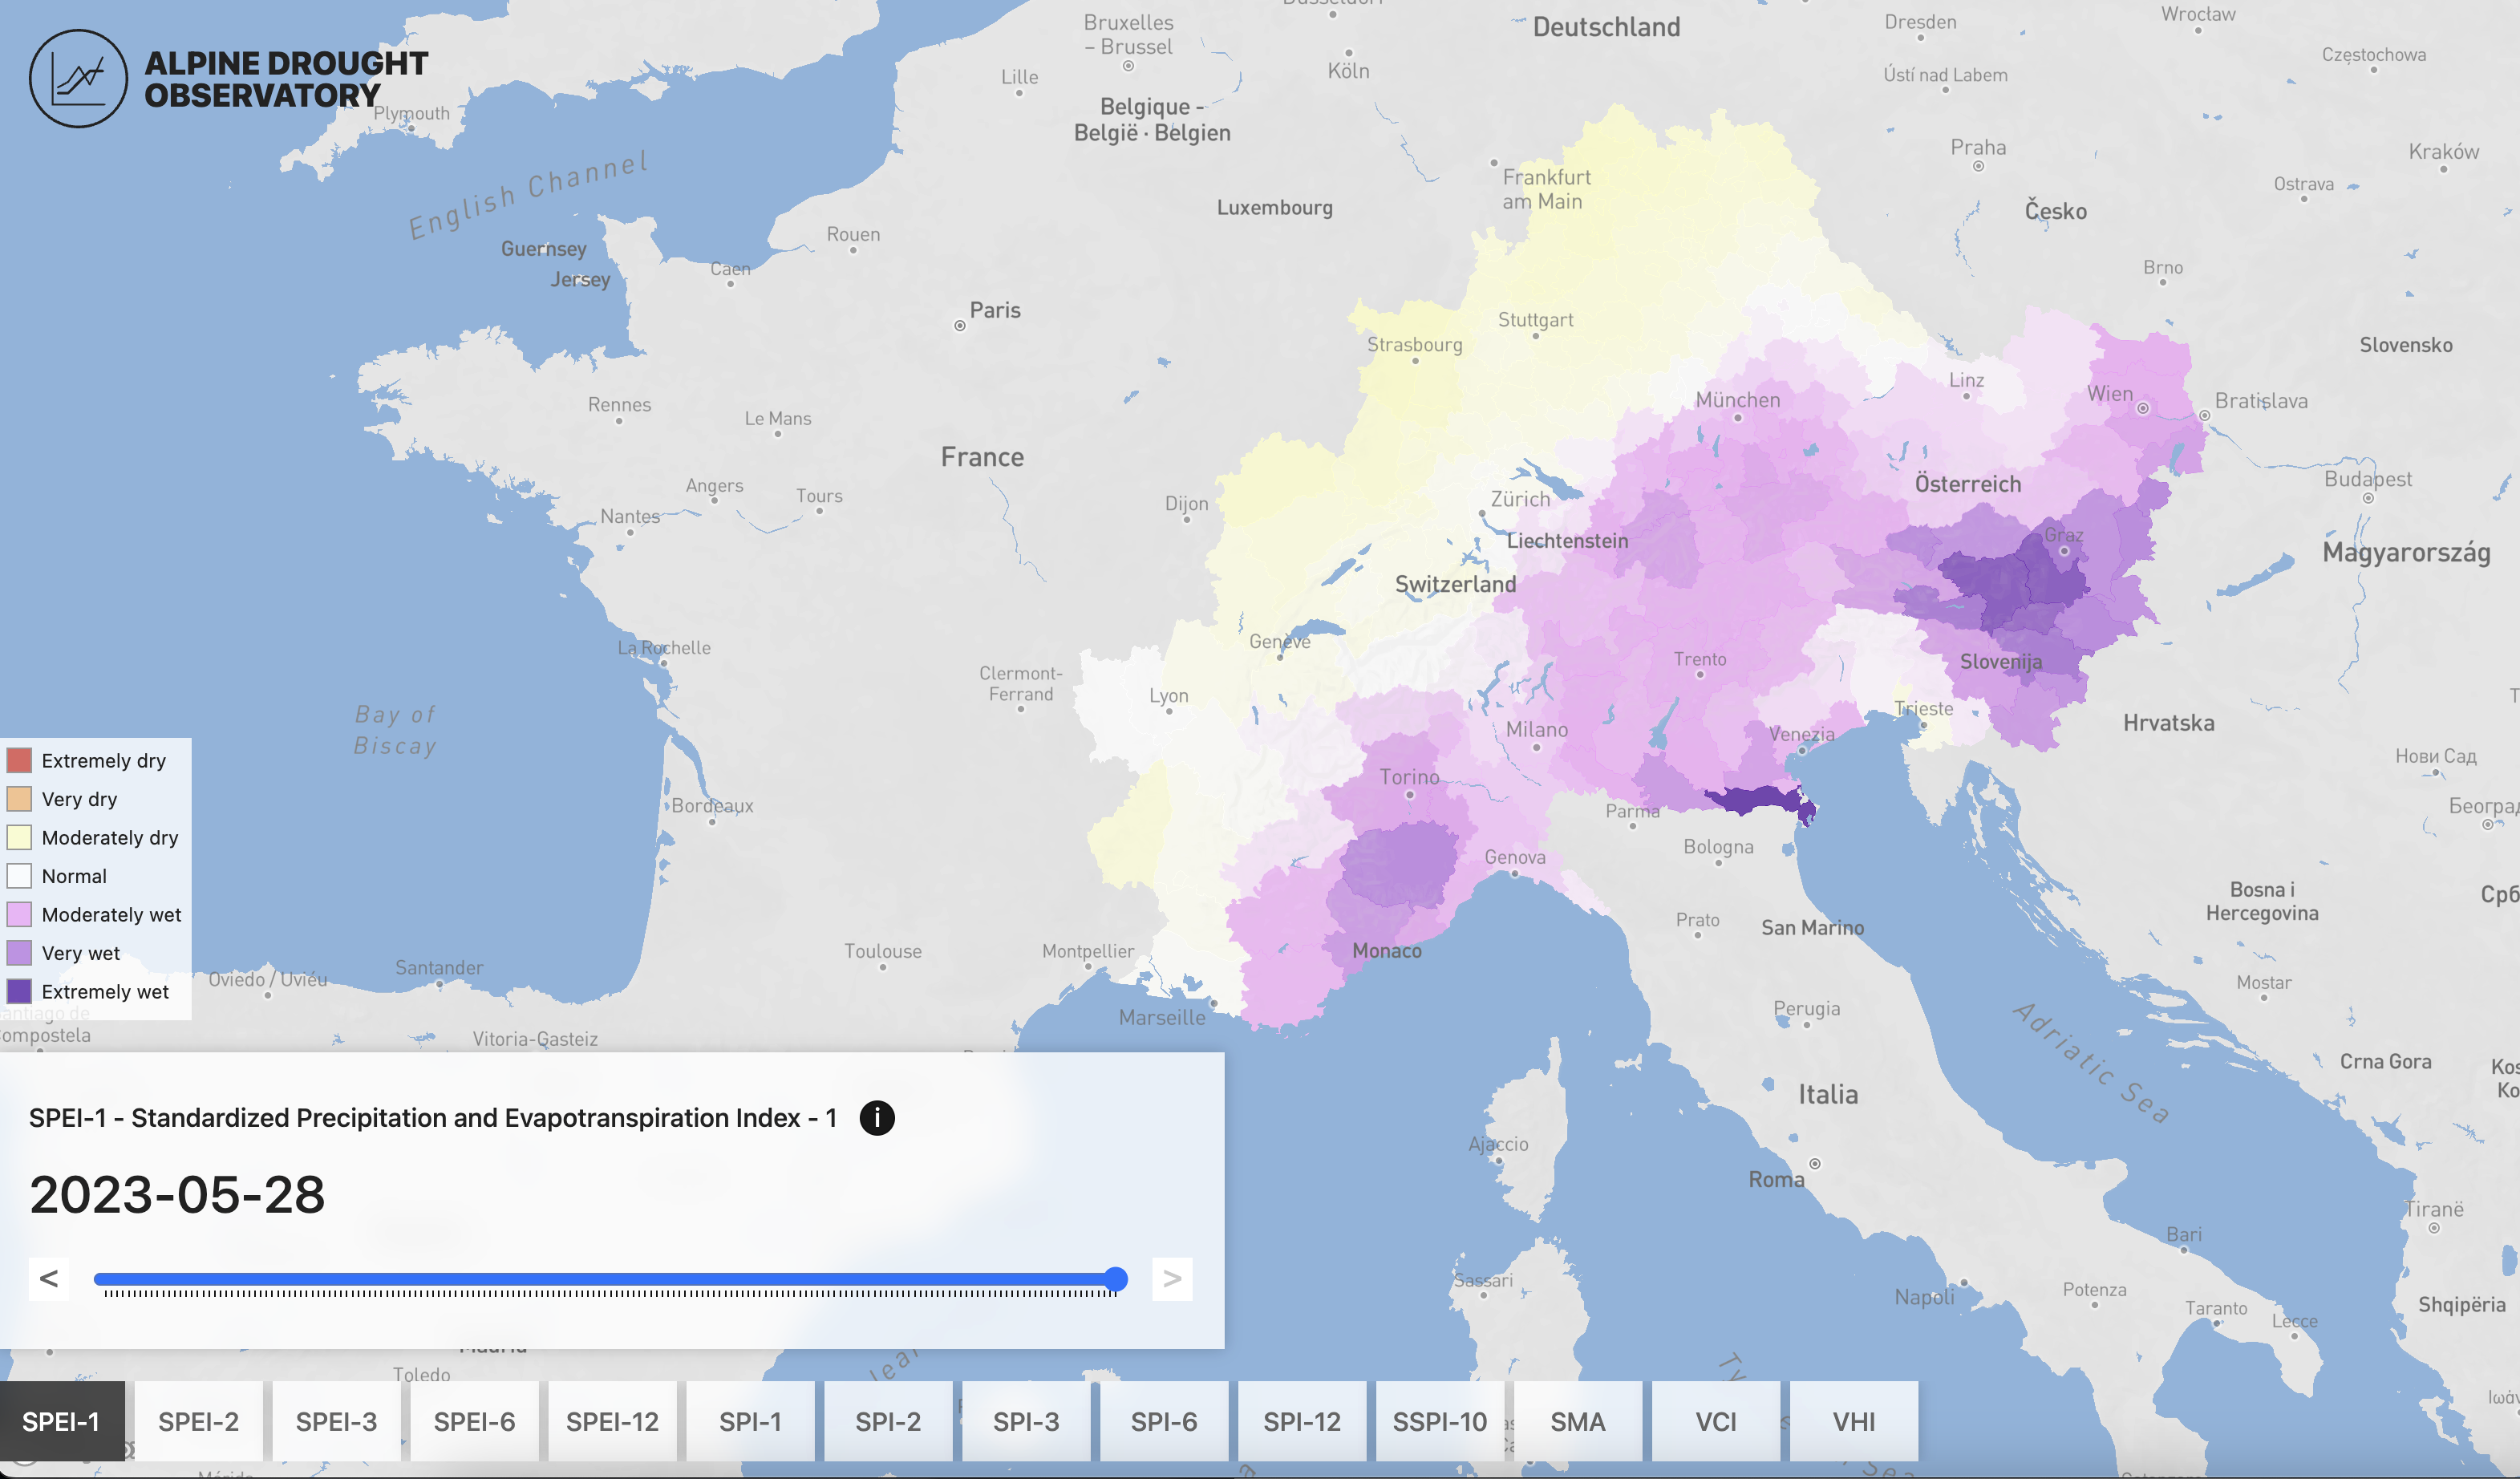 ALPINE DROUGHT
OBSERVATORY
Plymouth
English Channel
Guernsey
Jersey
Caen
Rouen
Lille
Bruxelles
– Brussel
Belgique -
België · Belgien
Luxembourg
Köln
Deutschland
Frankfurt
am Main
Dresden
Ústí nad Labem
Praha
Česko
Wrocław
Częstochowa
Kraków
Ostrava
Brno
Slovensko
Paris
Strasbourg
Stuttgart
München
Linz
Wien
Bratislava
Rennes
Le Mans
France
Angers
Tours
Nantes
Dijon
Zürich
Liechtenstein
Österreich
Budapest
Graz
Magyarország
Switzerland
La Rochelle
Clermont-
Ferrand
Lyon
Genève
Trento
Slovenija
Bay of
Biscay
Milano
Venezia
Trieste
Hrvatska
Нови Сад
Београд
Bordeaux
Torino
Parma
Bologna
Genova
Bosna i
Hercegovina
Срб
Toulouse
Montpellier
Monaco
Prato
San Marino
Mostar
Oviedo / Uviéu
Santander
Marseille
Perugia
Adriatic Sea
Crna Gora
Vitoria-Gasteiz
Extremely dry
Very dry
Moderately dry
Normal
Moderately wet
Very wet
Extremely wet
Italia
Ajaccio
Roma
Tiranë
Bari
Sassari
Napoli
Potenza
Taranto
Lecce
Shqipëria
SPEI-1 - Standardized Precipitation and Evapotranspiration Index - 1 i
2023-05-28
<
>
Toledo
SPEI-1
SPEI-2
SPEI-3
SPEI-6
SPEI-12
SPI-1
SPI-2
SPI-3
SPI-6
SPI-12
SSPI-10
SMA
VCI
VHI